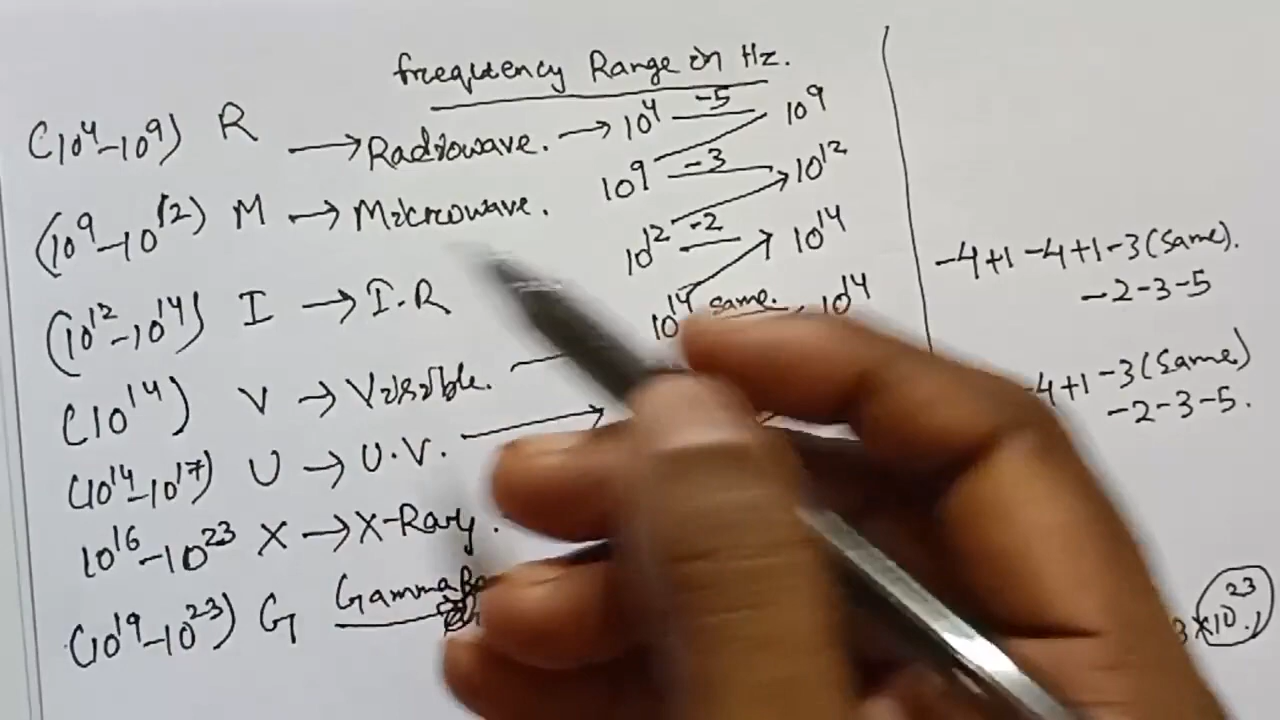 frequency Range in Hz.
(10⁴-10⁹) R → Radiowave. → 10⁴ -5 10⁹
(10⁹-10¹²) M → Microwave. 10⁹ -3 → 10¹²
(10¹²-10¹⁴) I → I.R 10¹² -2 → 10¹⁴
(10¹⁴) V → Visible. 10¹⁴ same. 10¹⁴
(10¹⁴-10¹⁷) U → U.V. →
10¹⁶-10²³ X → X-Ray.
(10¹⁹-10²³) G Gamma
-4+1-4+1-3(same).
-2-3-5
-4+1-3(same)
-2-3-5.
3×10²³.,